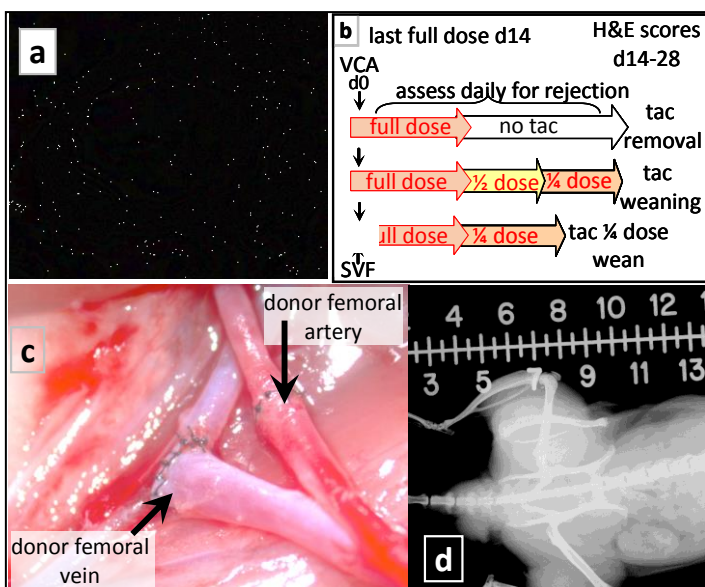 a
b
last full dose d14
H&E scores
d14-28
VCA
d0
assess daily for rejection
full dose
no tac
tac
removal
full dose
½ dose
¼ dose
tac
weaning
ull dose
¼ dose
tac ¼ dose
wean
SVF
c
donor femoral
artery
donor femoral
vein
4 6 8 10 12
3 5 7 9 11 13
d